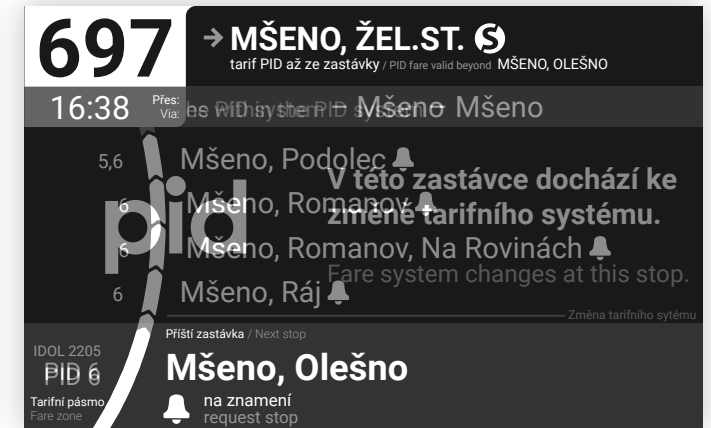 697
MŠENO, ŽEL.ST. S
tarif PID až ze zastávky / PID fare valid beyond MŠENO, OLEŠNO
16:38
Přes:
Via:
Mšeno Mšeno
5,6 Mšeno, Podolec
6 Mšeno, Romanov
6 Mšeno, Romanov, Na Rovinách
6 Mšeno, Ráj
pid
V této zastávce dochází ke
změně tarifního systému.
Fare system changes at this stop.
Změna tarifního sytému
Příští zastávka / Next stop
IDOL 2205
PID 6
Mšeno, Olešno
Tarifní pásmo
Fare zone
na znamení
request stop